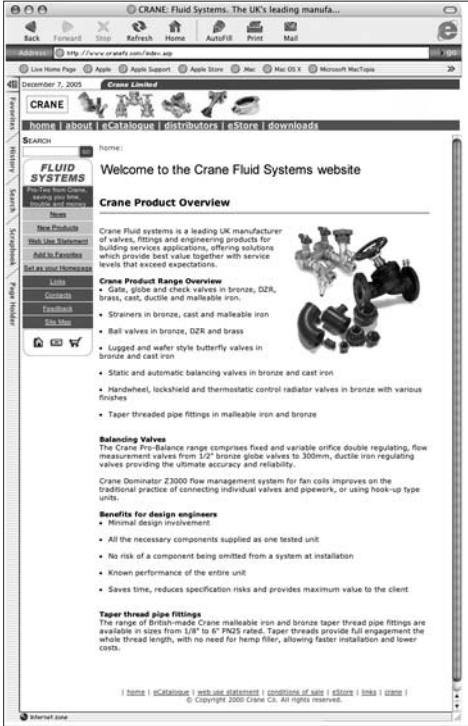 CRANE: Fluid Systems. The UK's leading manufa...
Back Forward Stop Refresh Home AutoFill Print Mail
Address: http://www.cranefs.com/index.asp go
Live Home Page Apple Apple Support Apple Store .Mac Mac OS X Microsoft MacTopia
December 7, 2005 Crane Limited
CRANE
home | about | eCatalogue | distributors | eStore | downloads
Favorites
History
Search
Scrapbook
Page Holder
SEARCH
FLUID
SYSTEMS
Pro-Two from Crane,
saving you time,
trouble and money
News
New Products
Web Use Statement
Add to Favorites
Set as your Homepage
Links
Contacts
Feedback
Site Map
home:
Welcome to the Crane Fluid Systems website
Crane Product Overview
Crane Fluid systems is a leading UK manufacturer
of valves, fittings and engineering products for
building services applications, offering solutions
which provide best value together with service
levels that exceed expectations.
Crane Product Range Overview
• Gate, globe and check valves in bronze, DZR,
brass, cast, ductile and malleable iron.
• Strainers in bronze, cast and malleable iron
• Ball valves in bronze, DZR and brass
• Lugged and wafer style butterfly valves in
bronze and cast iron
• Static and automatic balancing valves in bronze and cast iron
• Handwheel, lockshield and thermostatic control radiator valves in bronze with various
finishes
• Taper threaded pipe fittings in malleable iron and bronze
Balancing Valves
The Crane Pro-Balance range comprises fixed and variable orifice double regulating, flow
measurement valves from 1/2" bronze globe valves to 300mm, ductile iron regulating
valves providing the ultimate accuracy and reliability.
Crane Dominator Z3000 flow management system for fan coils improves on the
traditional practice of connecting individual valves and pipework, or using hook-up type
units.
Benefits for design engineers
• Minimal design involvement
• All the necessary components supplied as one tested unit
• No risk of a component being omitted from a system at installation
• Known performance of the entire unit
• Saves time, reduces specification risks and provides maximum value to the client
Taper thread pipe fittings
The range of British-made Crane malleable iron and bronze taper thread pipe fittings are
available in sizes from 1/8" to 6" PN25 rated. Taper threads provide full engagement the
whole thread length, with no need for hemp filler, allowing faster installation and lower
costs.
| home | eCatalogue | web use statement | conditions of sale | eStore | links | crane |
© Copyright 2000 Crane Co. All rights reserved.
Internet zone